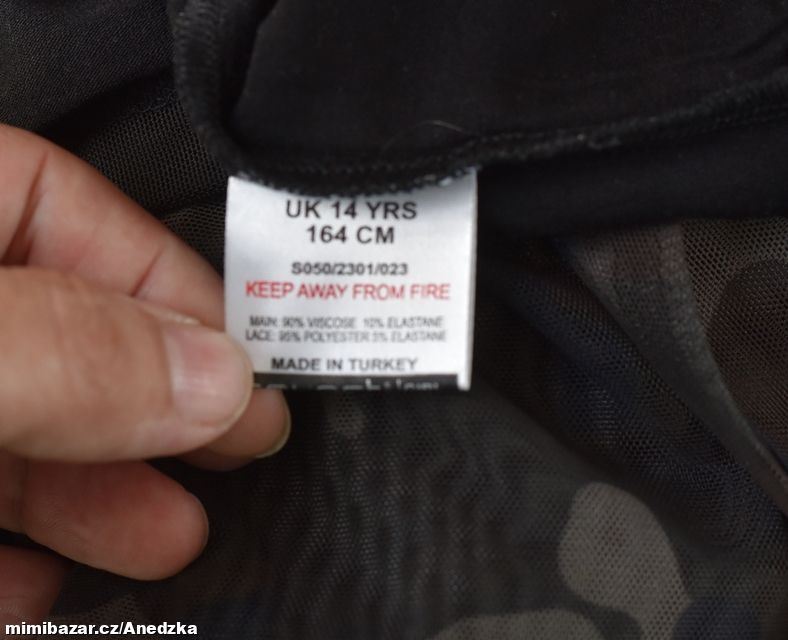 UK 14 YRS
164 CM
S050/2301/023
KEEP AWAY FROM FIRE
MAIN: 90% VISCOSE 10% ELASTANE
LACE: 95% POLYESTER 5% ELASTANE
MADE IN TURKEY
mimibazar.cz/Anedzka